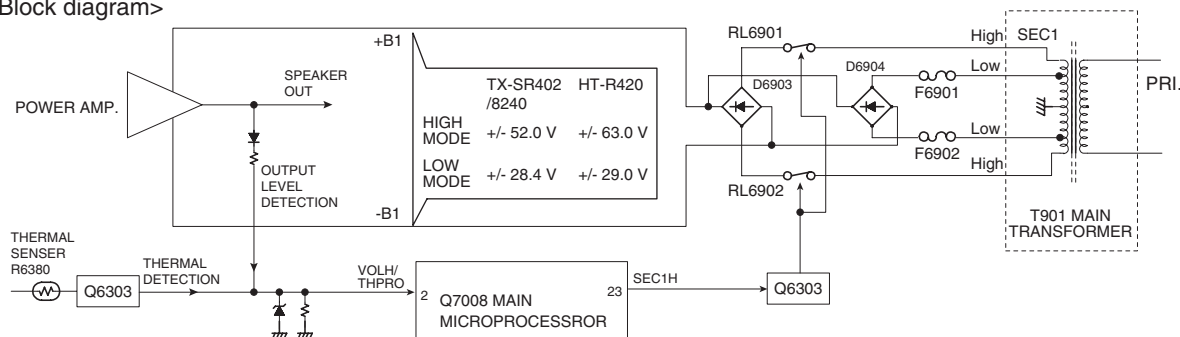 Block diagram>
+B1
RL6901
High
SEC1
Low
D6903
D6904
F6901
PRI.
POWER AMP.
SPEAKER
OUT
TX-SR402 HT-R420
/8240
HIGH
MODE +/- 52.0 V +/- 63.0 V
LOW
MODE +/- 28.4 V +/- 29.0 V
OUTPUT
LEVEL
DETECTION
-B1
Low
F6902
High
RL6902
T901 MAIN
TRANSFORMER
THERMAL
SENSER
R6380
Q6303
THERMAL
DETECTION
VOLH/
THPRO
2
Q7008 MAIN
MICROPROCESSROR
23
SEC1H
Q6303